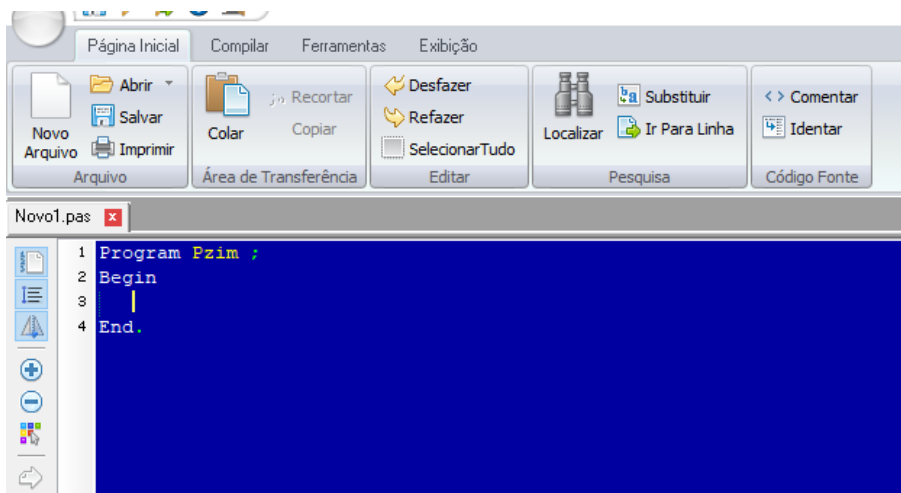 Página Inicial Compilar Ferramentas Exibição
Abrir Recortar Desfazer Substituir Comentar
Salvar Refazer
Novo Arquivo Colar Copiar Localizar Ir Para Linha Identar
Imprimir SelecionarTudo
Arquivo Área de Transferência Editar Pesquisa Código Fonte
Novo1.pas
1 Program Pzim ;
2 Begin
3
4 End.